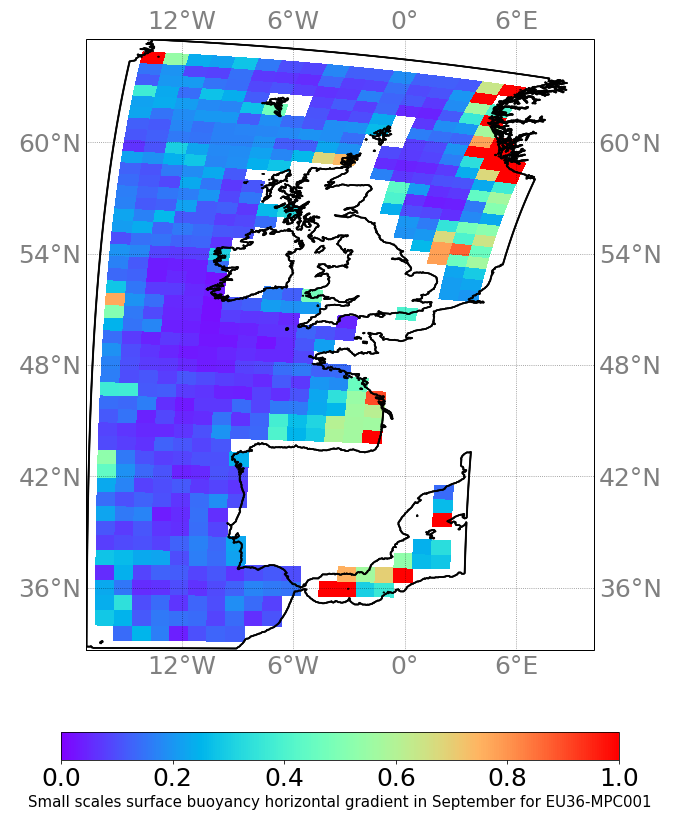 12°W 6°W 0° 6°E
60°N 60°N
54°N 54°N
48°N 48°N
42°N 42°N
36°N 36°N
12°W 6°W 0° 6°E
0.0 0.2 0.4 0.6 0.8 1.0
Small scales surface buoyancy horizontal gradient in September for EU36-MPC001